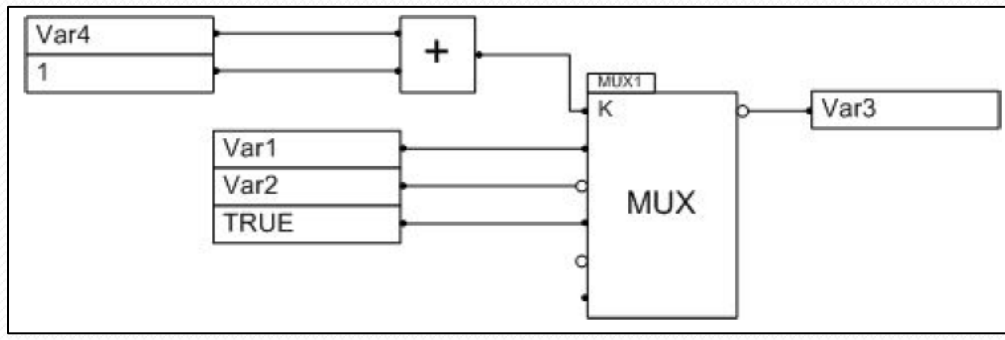 Var4
+
1
MUX1
K
Var3
Var1
Var2
MUX
TRUE